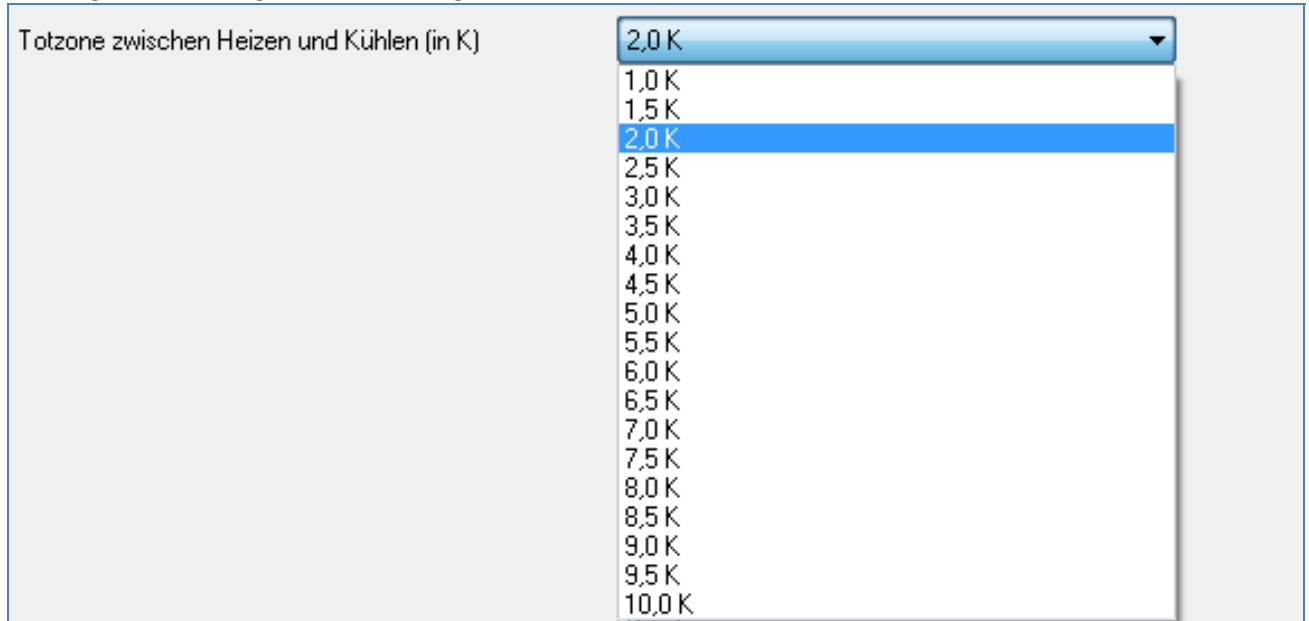 Totzone zwischen Heizen und Kühlen (in K) 2,0 K
1,0 K
1,5 K
2,0 K
2,5 K
3,0 K
3,5 K
4,0 K
4,5 K
5,0 K
5,5 K
6,0 K
6,5 K
7,0 K
7,5 K
8,0 K
8,5 K
9,0 K
9,5 K
10,0 K